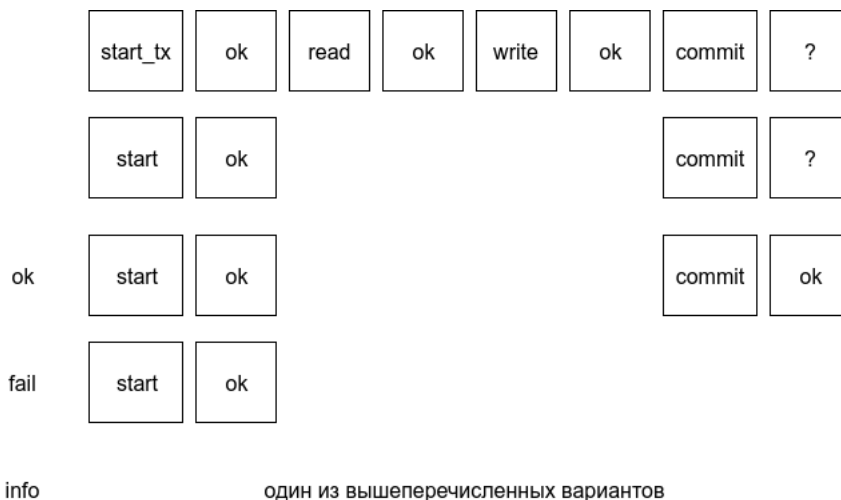 start_tx ok read ok write ok commit ?
start ok commit ?
ok start ok commit ok
fail start ok
info один из вышеперечисленных вариантов